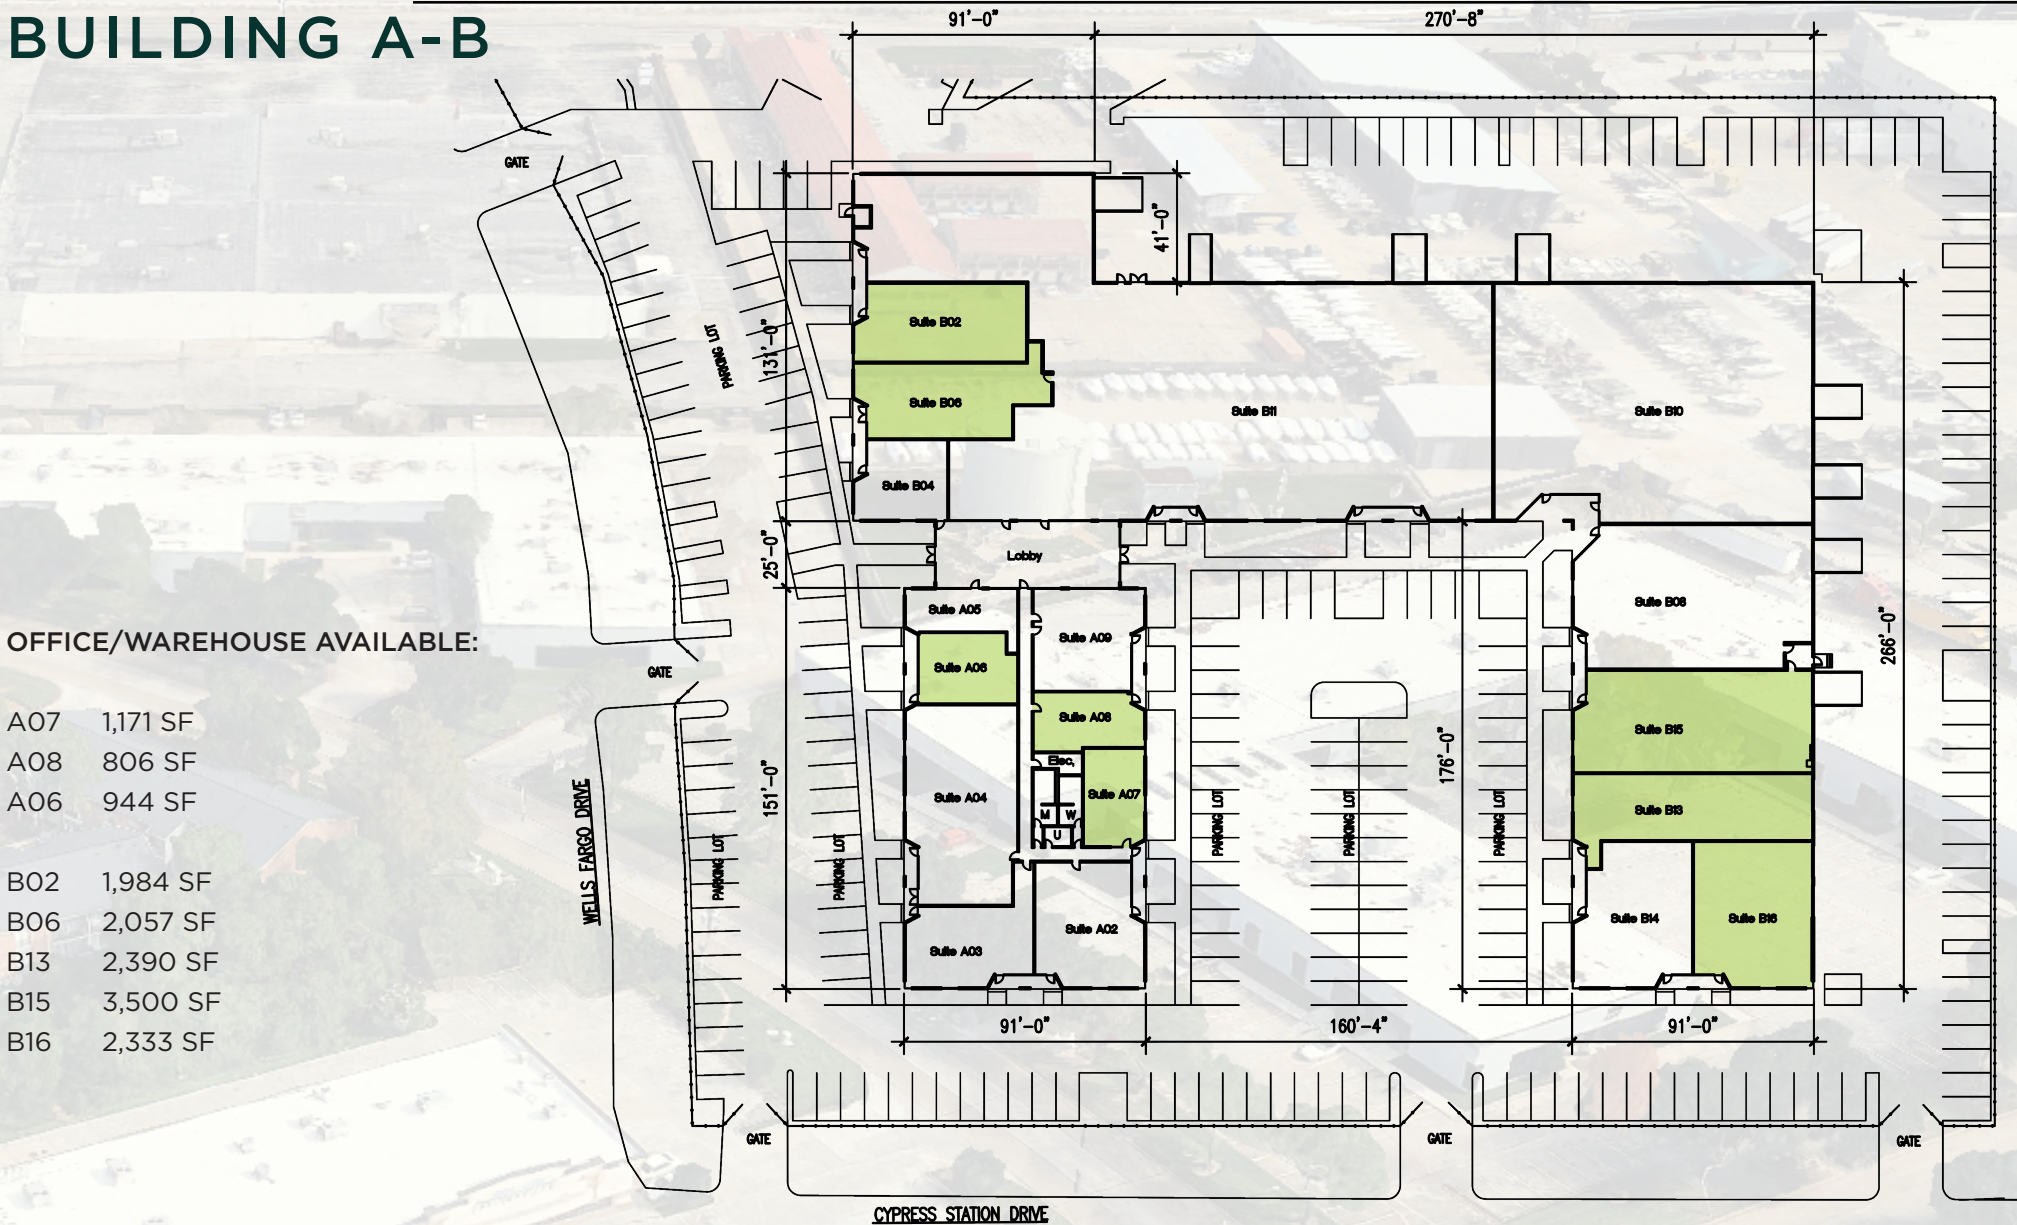 BUILDING A-B
91'-0" 270'-8"
GATE
41'-0"
131'-0"
PARKING LOT
Suite B02
Suite B06
Suite B11
Suite B10
Suite B04
25'-0"
Lobby
Suite A05
Suite A09
Suite B08
266'-0"
OFFICE/WAREHOUSE AVAILABLE:
GATE
Suite A06
A07 1,171 SF
A08 806 SF
A06 944 SF
Suite A08
Suite B15
Elec,
176'-0"
151'-0"
Suite A04
Suite A07
M W
U
Suite B13
WELLS FARGO DRIVE
PARKING LOT
PARKING LOT
PARKING LOT
PARKING LOT
PARKING LOT
B02 1,984 SF
B06 2,057 SF
B13 2,390 SF
B15 3,500 SF
B16 2,333 SF
Suite A03
Suite A02
Suite B14
Suite B16
91'-0" 160'-4" 91'-0"
GATE
GATE
GATE
CYPRESS STATION DRIVE